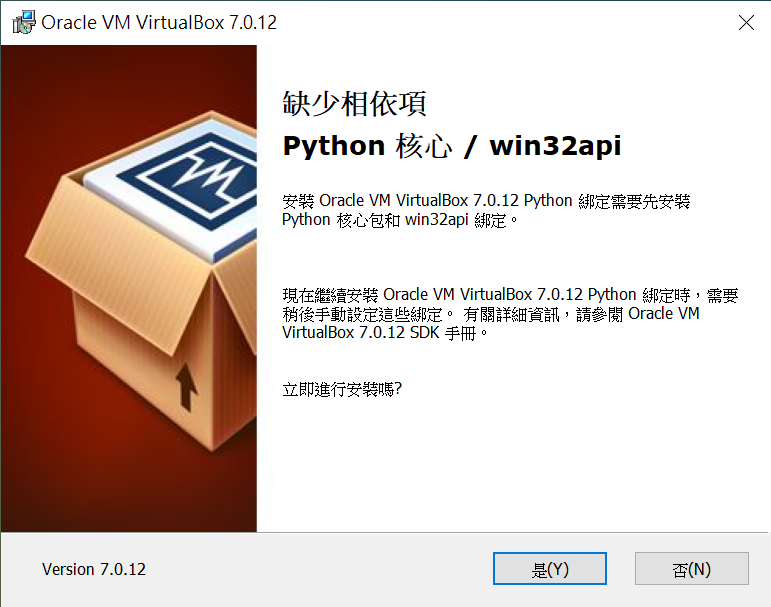 Oracle VM VirtualBox 7.0.12
缺少相依項
Python 核心 / win32api
安裝 Oracle VM VirtualBox 7.0.12 Python 綁定需要先安裝
Python 核心包和 win32api 綁定。
現在繼續安裝 Oracle VM VirtualBox 7.0.12 Python 綁定時，需要
稍後手動設定這些綁定。 有關詳細資訊，請參閱 Oracle VM
VirtualBox 7.0.12 SDK 手冊。
立即進行安裝嗎?
Version 7.0.12
是(Y)
否(N)